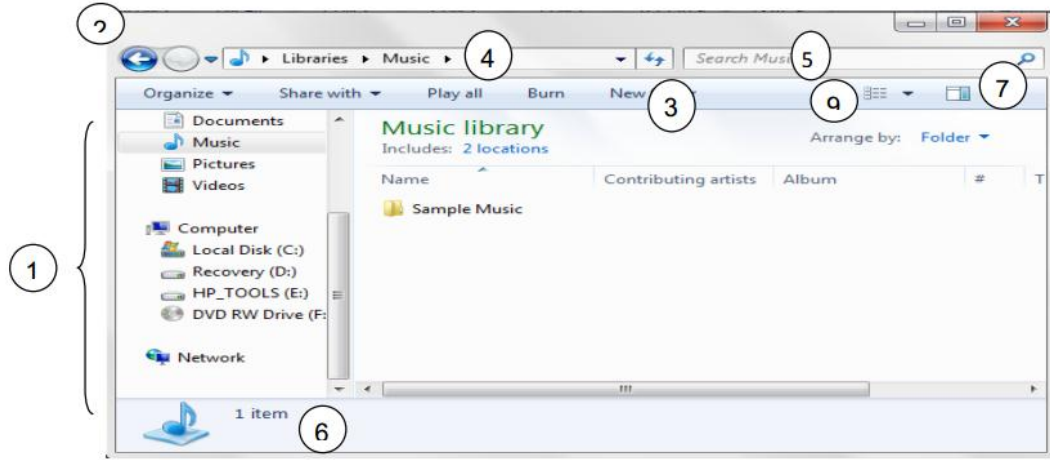 2
Libraries Music 4 Search Mus 5
Organize Share with Play all Burn New 3 9 7
Documents
Music
Pictures
Videos
Computer
Local Disk (C:)
Recovery (D:)
HP_TOOLS (E:)
DVD RW Drive (F:
Network
1
Music library
Includes: 2 locations
Arrange by: Folder
Name Contributing artists Album # T
Sample Music
1 item 6